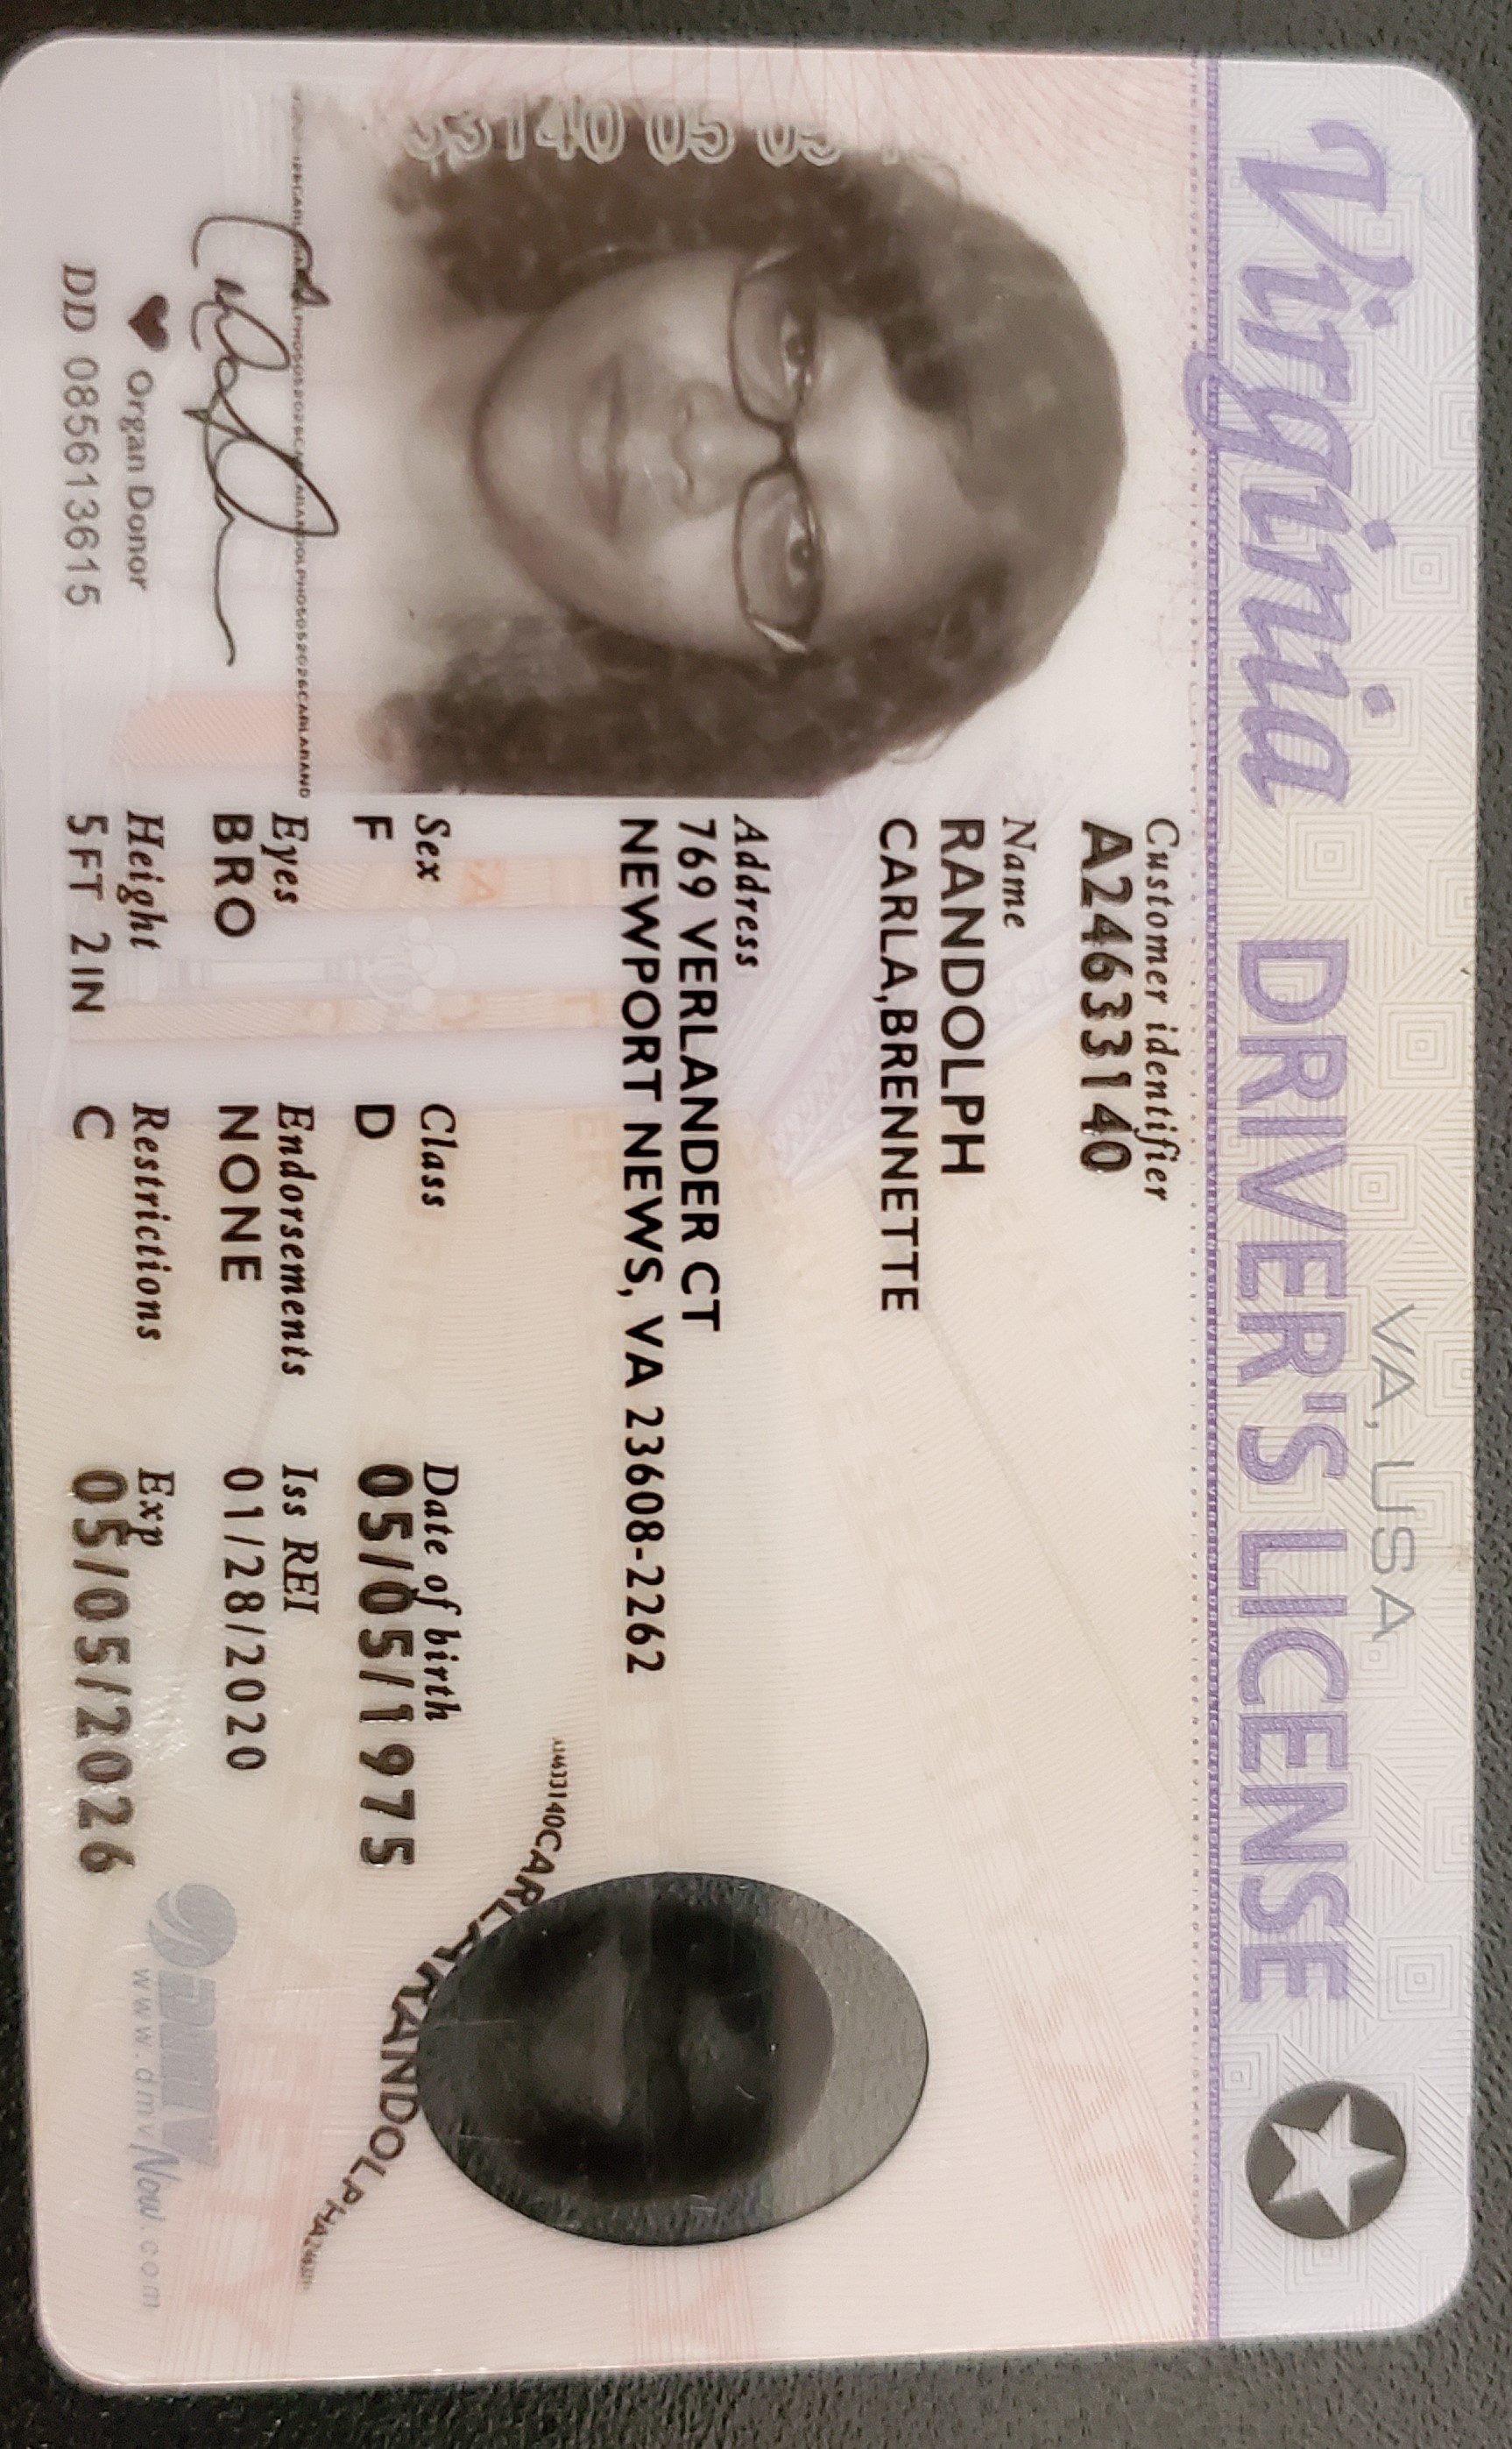 VA, USA
Virginia DRIVER'S LICENSE
Customer identifier
A24633140
Name
RANDOLPH
CARLA,BRENNETTE
Address
769 VERLANDER CT
NEWPORT NEWS, VA 23608-2262
Sex Class Date of birth
F D 05/05/1975
Eyes Endorsements Iss REI
BRO NONE 01/28/2020
Height Restrictions Exp
5FT 2IN C 05/05/2026
33140 05 05
Organ Donor
DD 085613615
CARLARANDOLPH
DMV
www.dmvNow.com